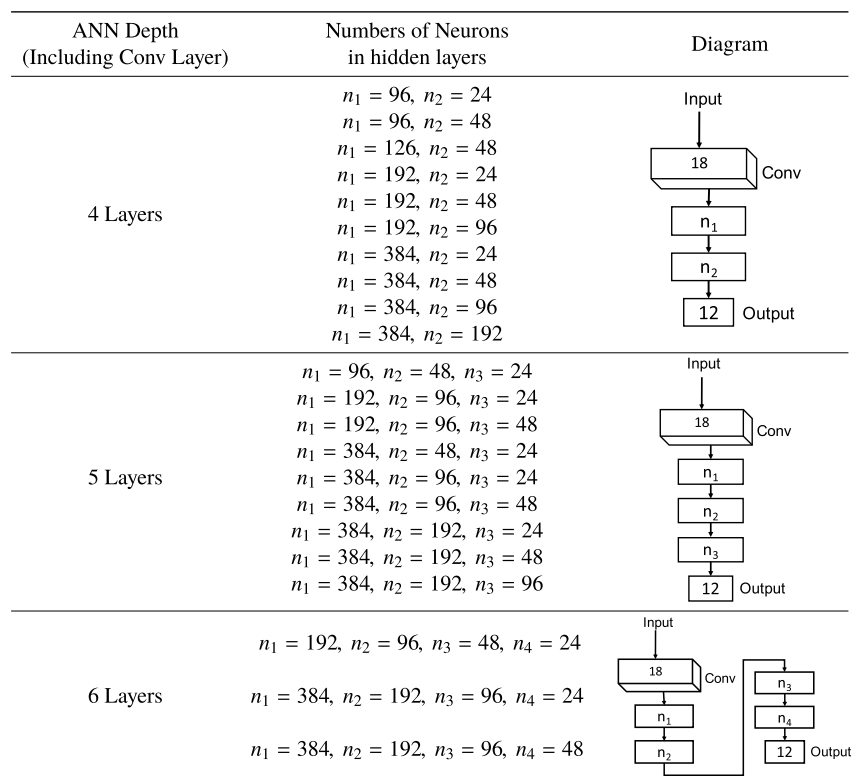 ANN Depth
(Including Conv Layer)
Numbers of Neurons
in hidden layers
Diagram
4 Layers
n1 = 96, n2 = 24
n1 = 96, n2 = 48
n1 = 126, n2 = 48
n1 = 192, n2 = 24
n1 = 192, n2 = 48
n1 = 192, n2 = 96
n1 = 384, n2 = 24
n1 = 384, n2 = 48
n1 = 384, n2 = 96
n1 = 384, n2 = 192
Input
18
Conv
n1
n2
12
Output
5 Layers
n1 = 96, n2 = 48, n3 = 24
n1 = 192, n2 = 96, n3 = 24
n1 = 192, n2 = 96, n3 = 48
n1 = 384, n2 = 48, n3 = 24
n1 = 384, n2 = 96, n3 = 24
n1 = 384, n2 = 96, n3 = 48
n1 = 384, n2 = 192, n3 = 24
n1 = 384, n2 = 192, n3 = 48
n1 = 384, n2 = 192, n3 = 96
Input
18
Conv
n1
n2
n3
12
Output
6 Layers
n1 = 192, n2 = 96, n3 = 48, n4 = 24
n1 = 384, n2 = 192, n3 = 96, n4 = 24
n1 = 384, n2 = 192, n3 = 96, n4 = 48
Input
18
Conv
n1
n2
n3
n4
12
Output